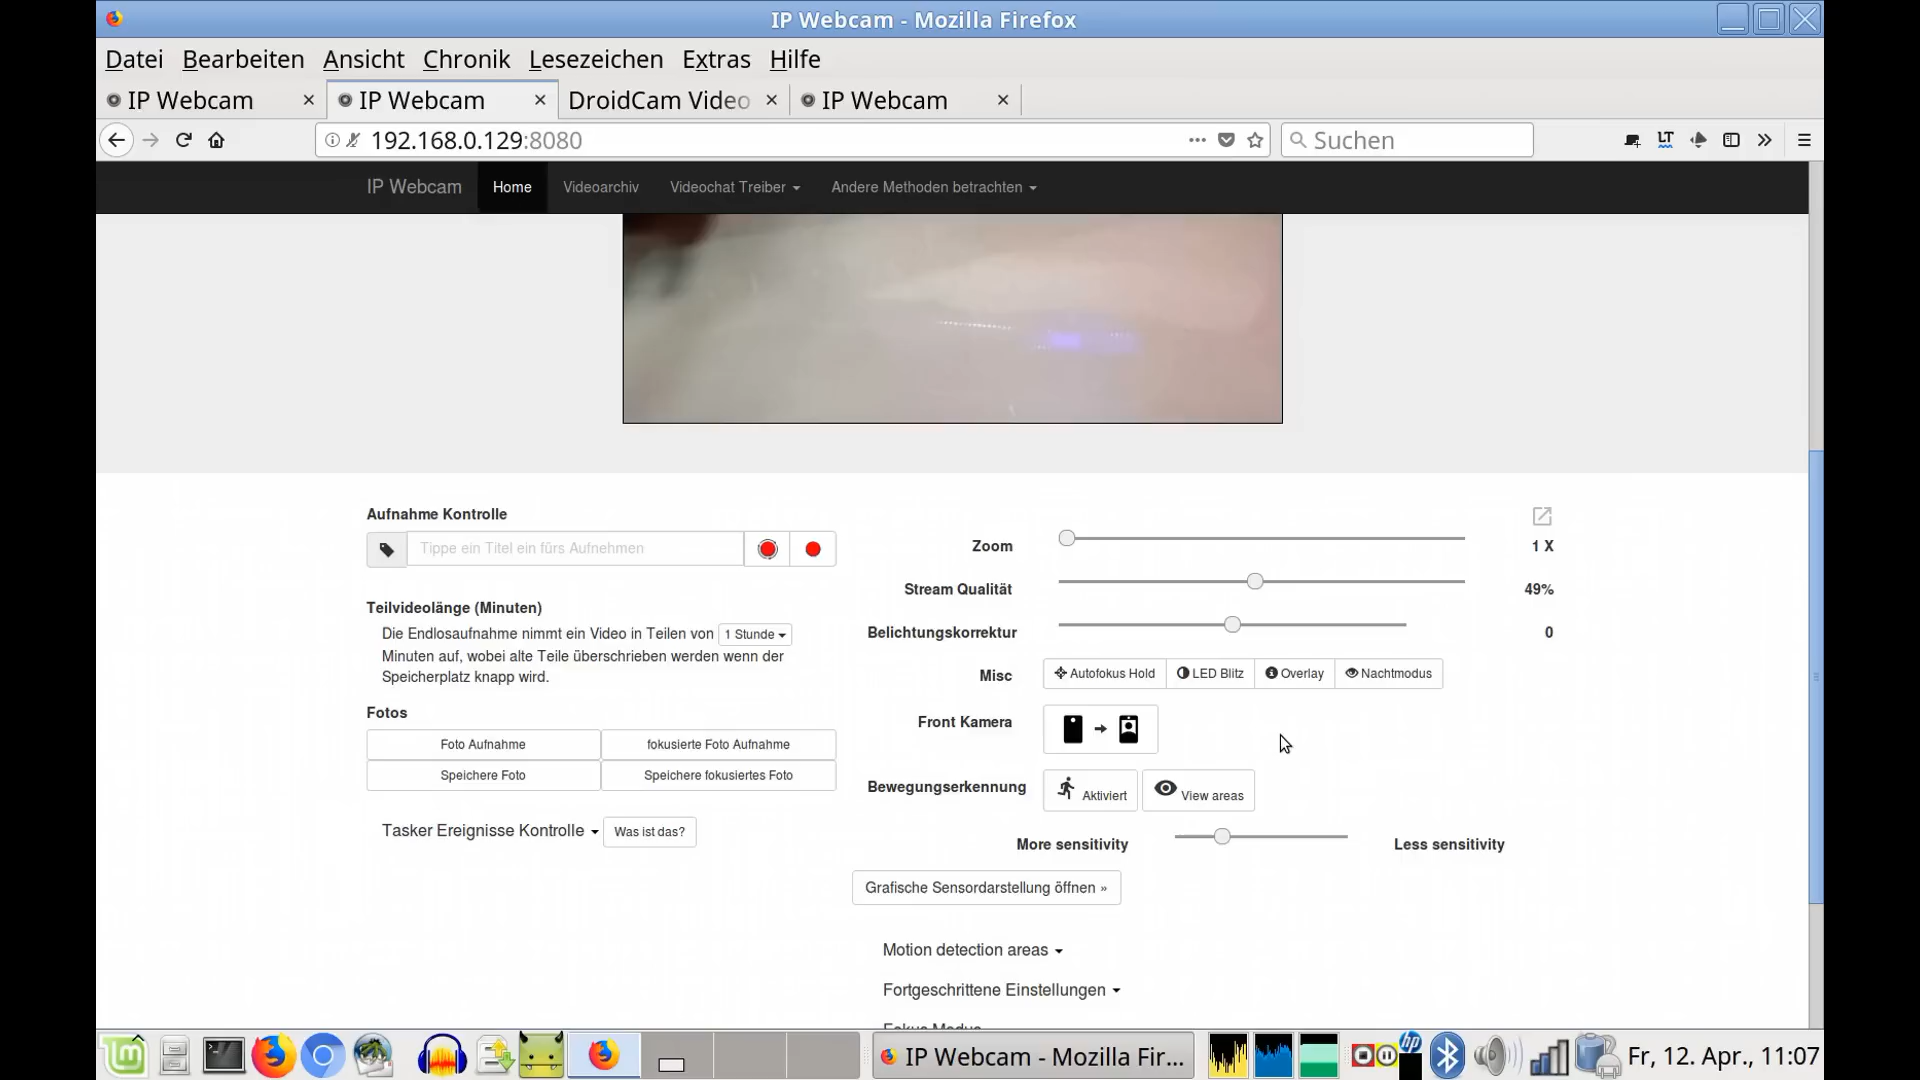 IP Webcam - Mozilla Firefox
Datei Bearbeiten Ansicht Chronik Lesezeichen Extras Hilfe
IP Webcam IP Webcam DroidCam Video IP Webcam
192.168.0.129:8080 Suchen
IP Webcam Home Videoarchiv Videochat Treiber Andere Methoden betrachten
Aufnahme Kontrolle
Tippe ein Titel ein fürs Aufnehmen
Teilvideolänge (Minuten)
Die Endlosaufnahme nimmt ein Video in Teilen von 1 Stunde
Minuten auf, wobei alte Teile überschrieben werden wenn der
Speicherplatz knapp wird.
Fotos
Foto Aufnahme fokusierte Foto Aufnahme
Speichere Foto Speichere fokusiertes Foto
Tasker Ereignisse Kontrolle Was ist das?
Zoom 1 X
Stream Qualität 49%
Belichtungskorrektur 0
Misc Autofokus Hold LED Blitz Overlay Nachtmodus
Front Kamera
Bewegungserkennung Aktiviert View areas
More sensitivity Less sensitivity
Grafische Sensordarstellung öffnen »
Motion detection areas
Fortgeschrittene Einstellungen
Fokus Modus
IP Webcam - Mozilla Fir... hp Fr, 12. Apr., 11:07